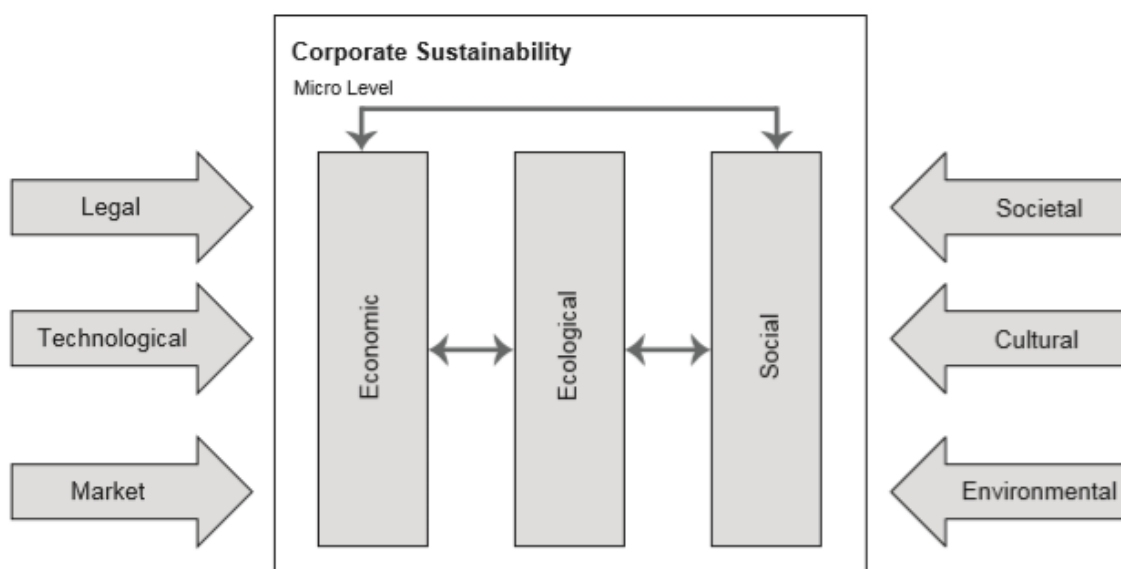 Corporate Sustainability
Micro Level
Legal
Technological
Market
Economic
Ecological
Social
Societal
Cultural
Environmental